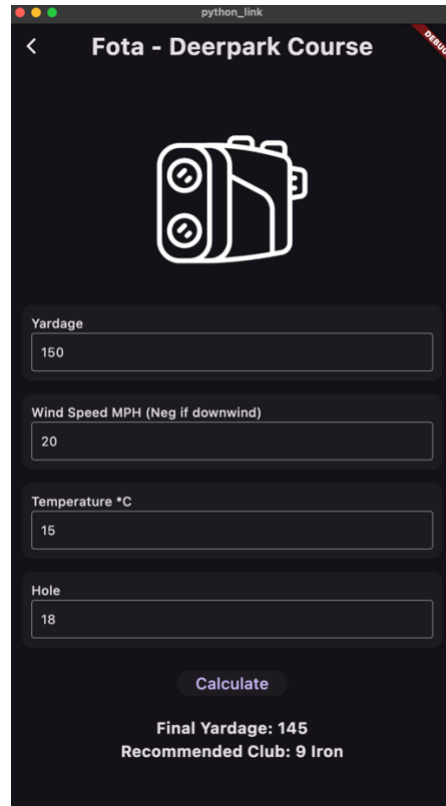 python_link
Fota - Deerpark Course
DEBUG
Yardage
150
Wind Speed MPH (Neg if downwind)
20
Temperature *C
15
Hole
18
Calculate
Final Yardage: 145
Recommended Club: 9 Iron